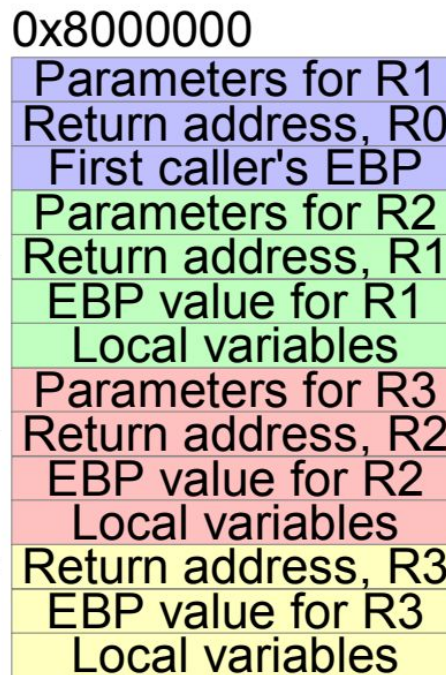 0x8000000
Parameters for R1
Return address, R0
First caller's EBP
Parameters for R2
Return address, R1
EBP value for R1
Local variables
Parameters for R3
Return address, R2
EBP value for R2
Local variables
Return address, R3
EBP value for R3
Local variables